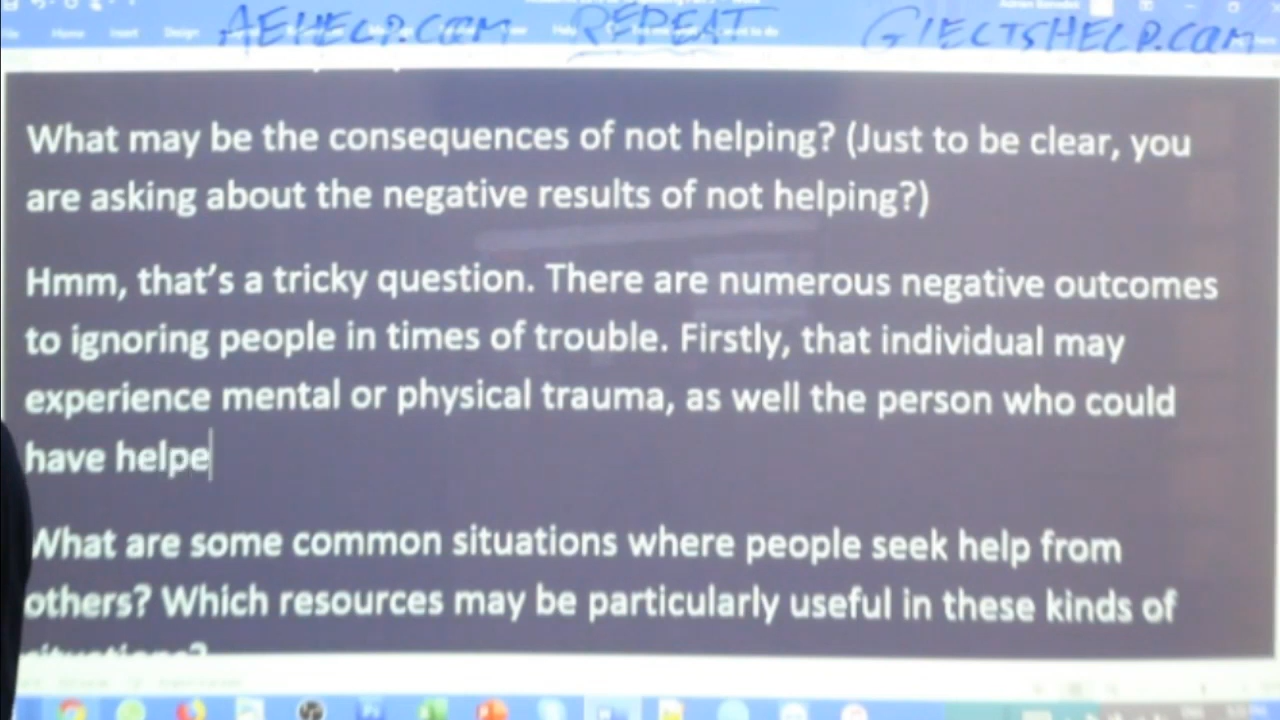 AEHELP.COM REPEAT GIELTSHELP.COM
Home Insert Design
What may be the consequences of not helping? (Just to be clear, you
are asking about the negative results of not helping?)
Hmm, that's a tricky question. There are numerous negative outcomes
to ignoring people in times of trouble. Firstly, that individual may
experience mental or physical trauma, as well the person who could
have helpe
What are some common situations where people seek help from
others? Which resources may be particularly useful in these kinds of
situations?